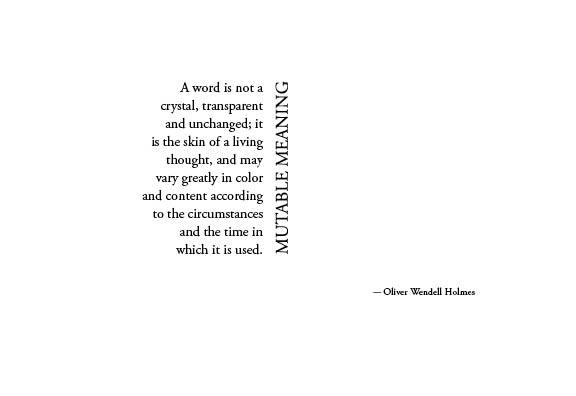 A word is not a
crystal, transparent
and unchanged; it
is the skin of a living
thought, and may
vary greatly in color
and content according
to the circumstances
and the time in
which it is used.
MUTABLE MEANING
— Oliver Wendell Holmes